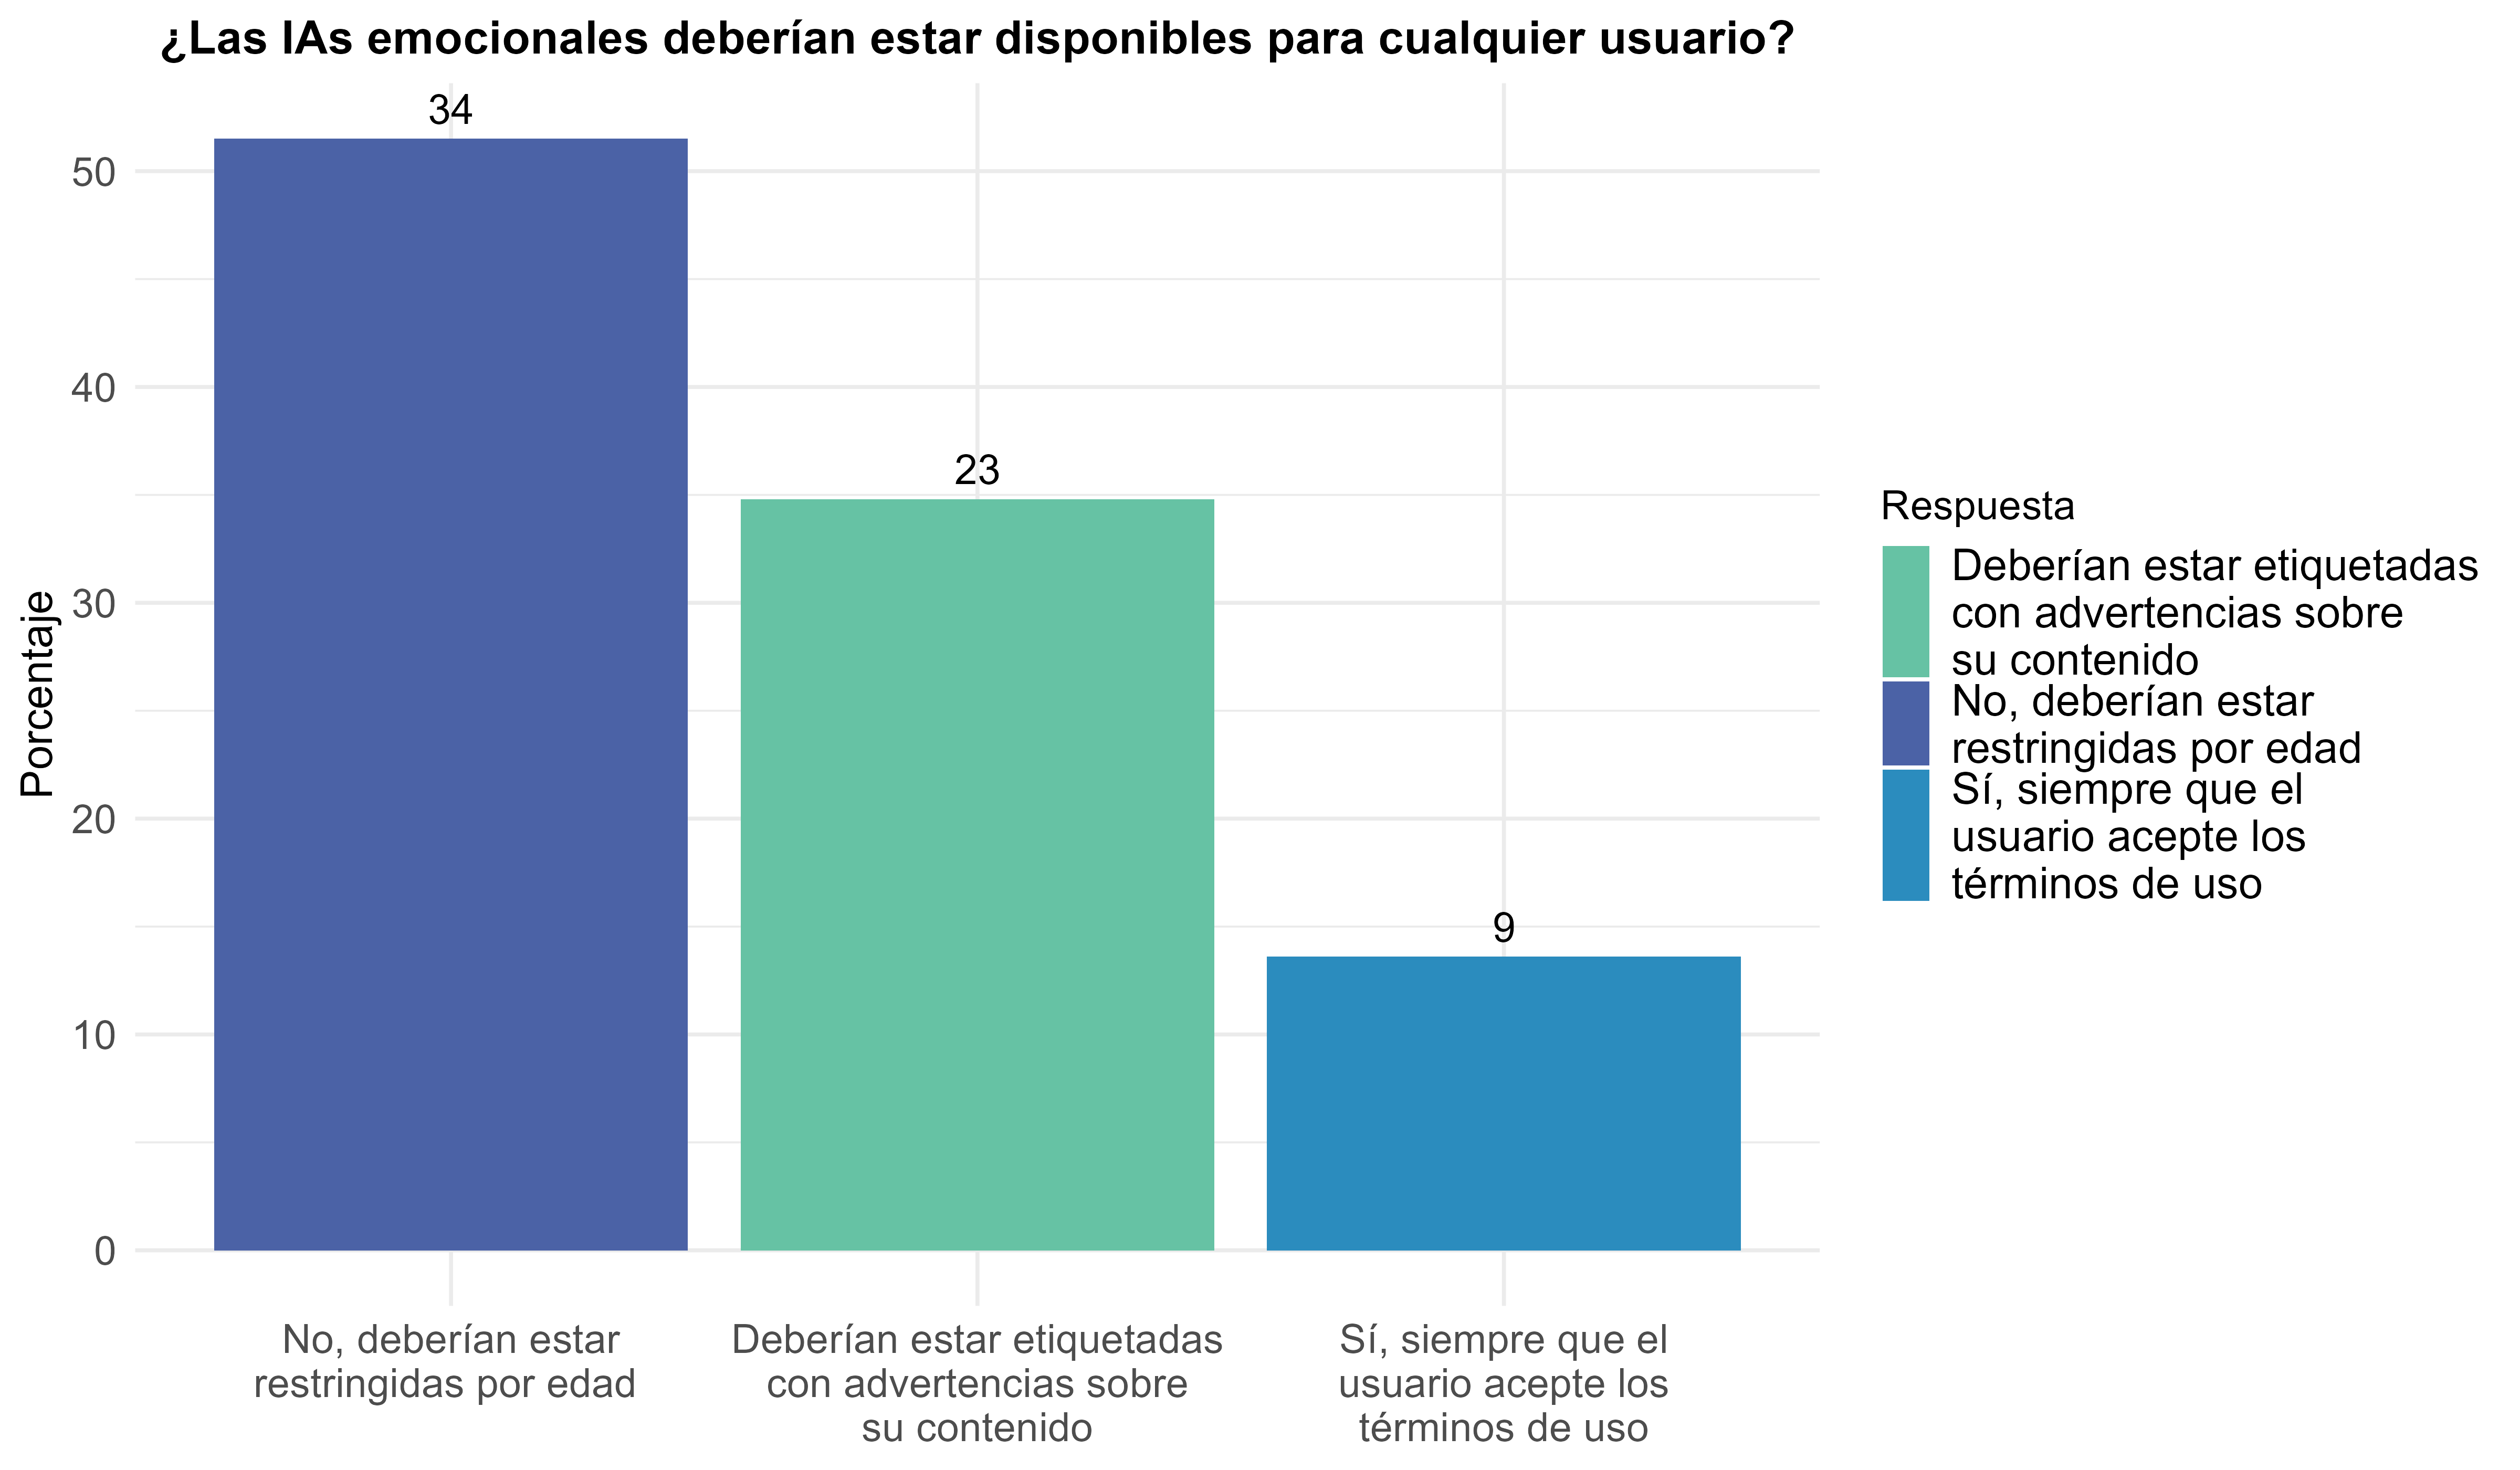 ¿Las IAs emocionales deberían estar disponibles para cualquier usuario?
Porcentaje
50
40
30
20
10
0
34
23
9
No, deberían estar
restringidas por edad
Deberían estar etiquetadas
con advertencias sobre
su contenido
Sí, siempre que el
usuario acepte los
términos de uso
Respuesta
Deberían estar etiquetadas
con advertencias sobre
su contenido
No, deberían estar
restringidas por edad
Sí, siempre que el
usuario acepte los
términos de uso